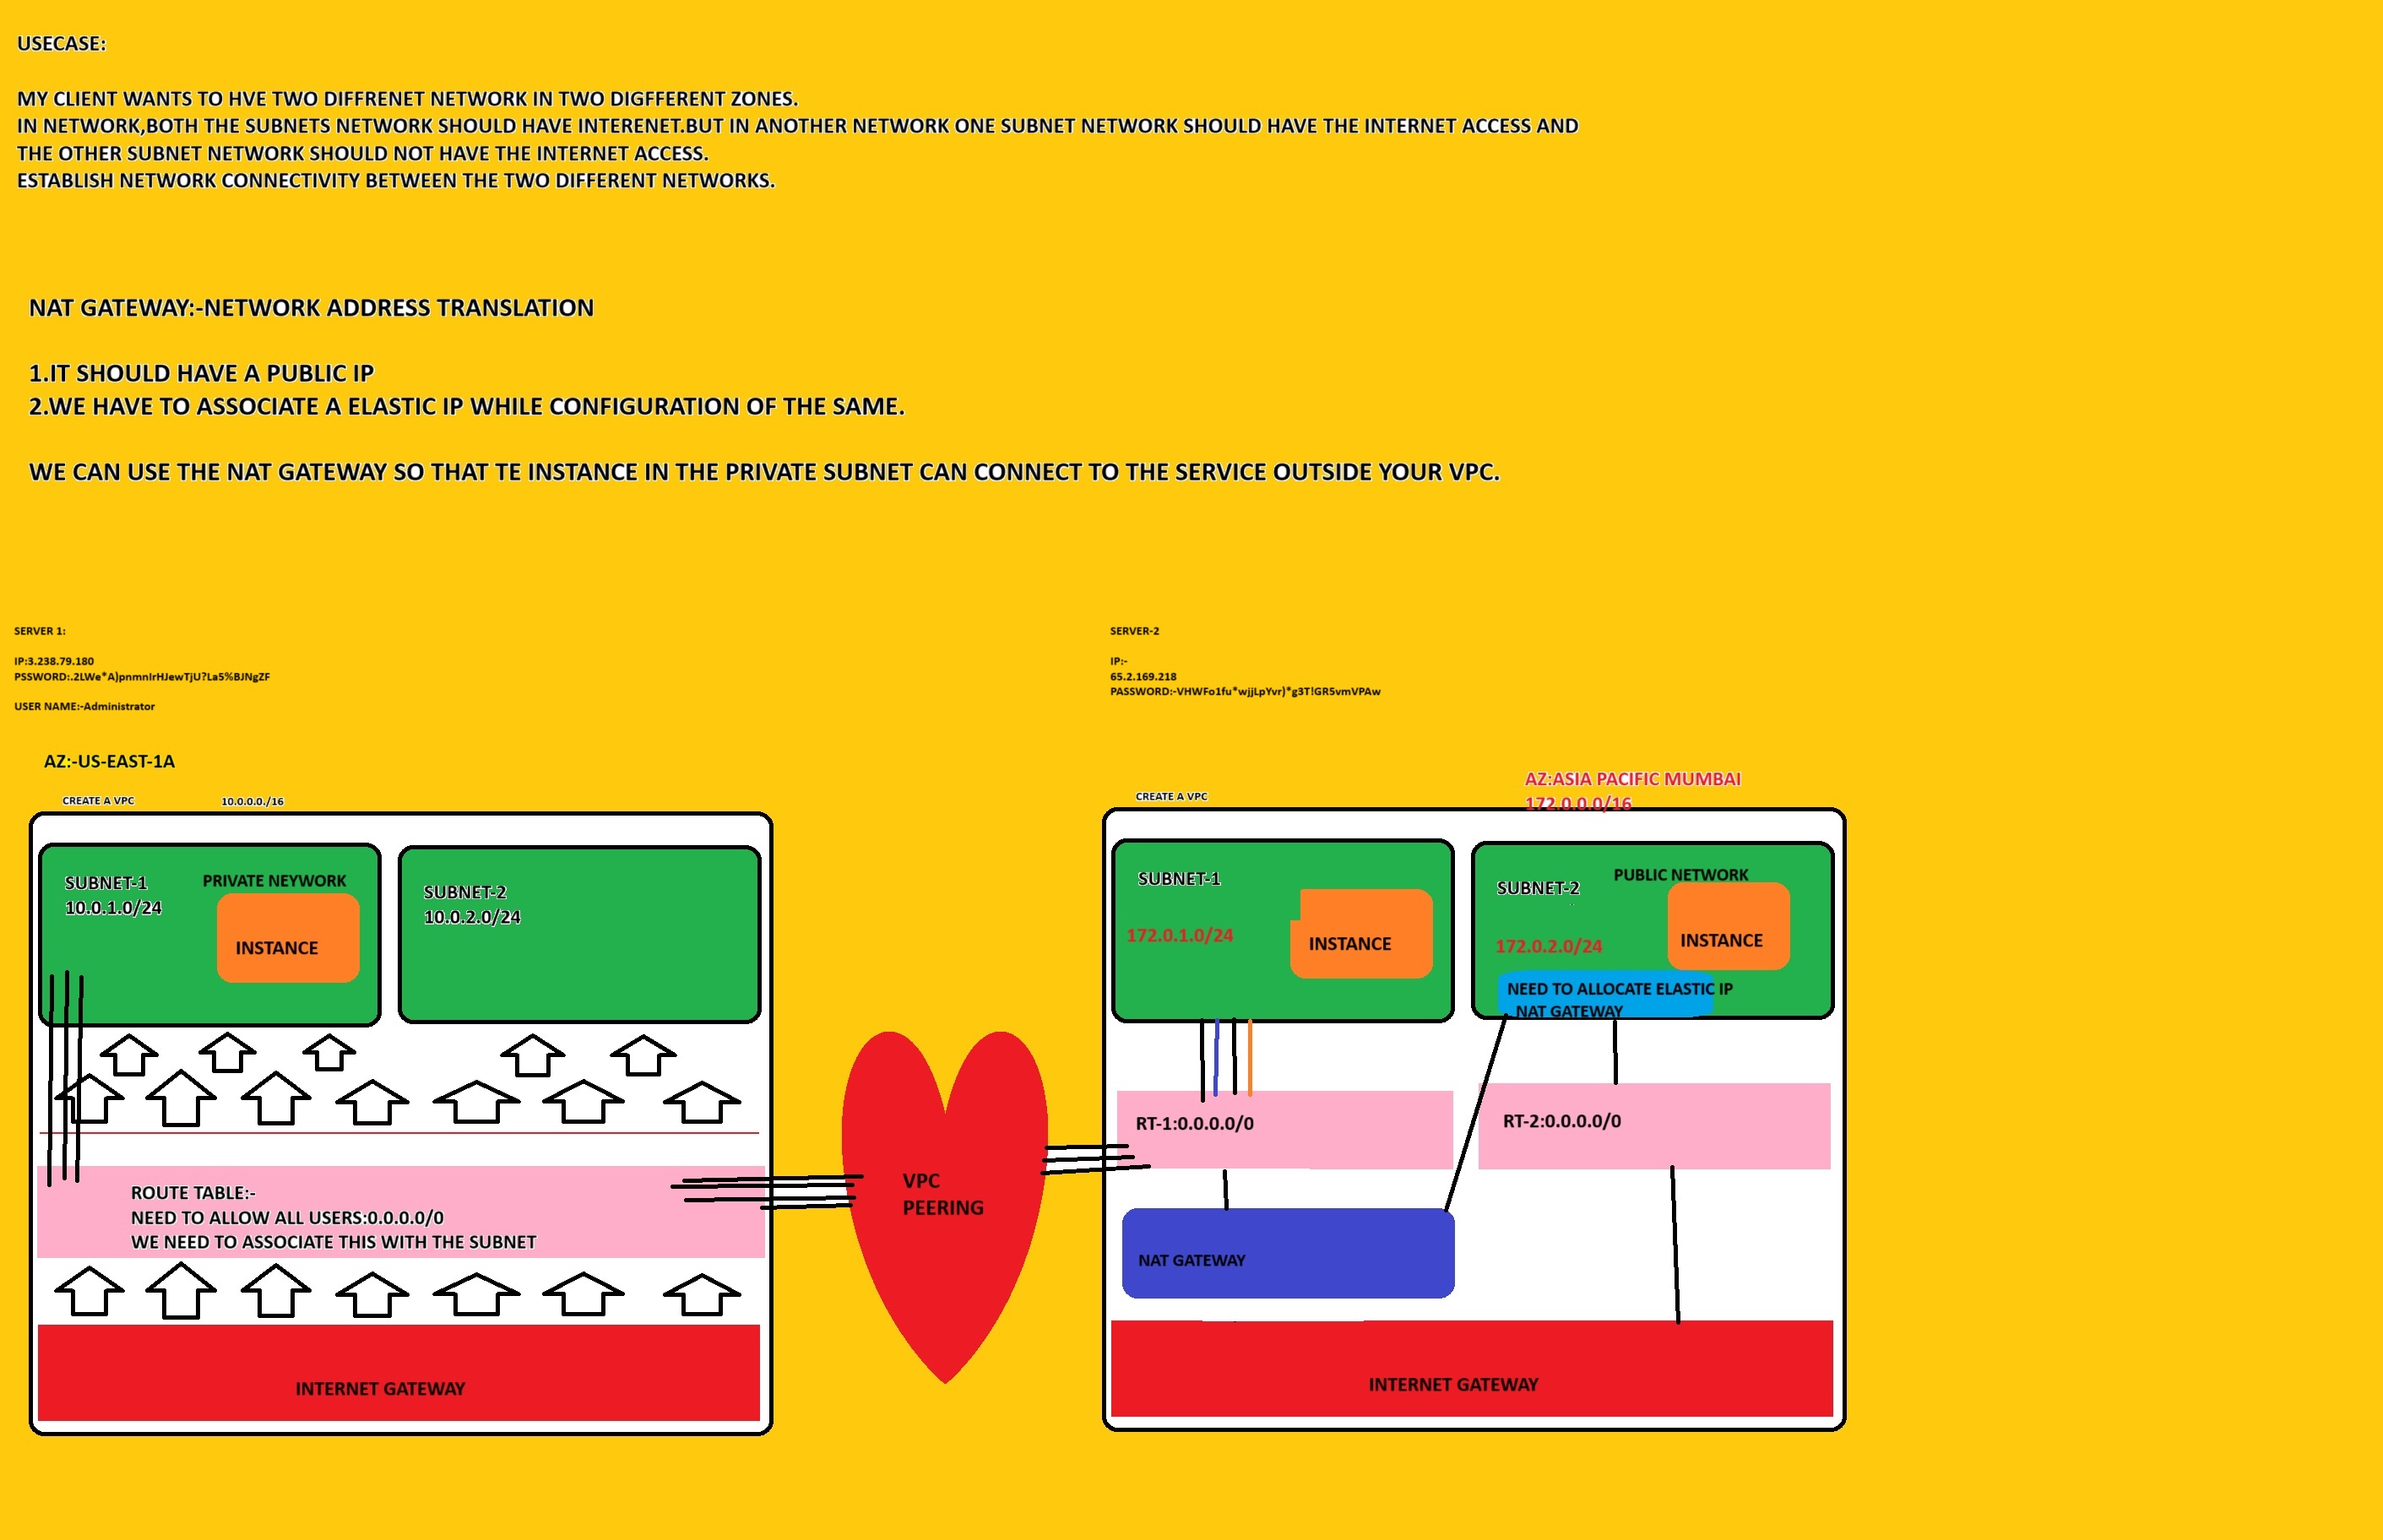 USECASE:
MY CLIENT WANTS TO HVE TWO DIFFRENET NETWORK IN TWO DIGFFERENT ZONES.
IN NETWORK,BOTH THE SUBNETS NETWORK SHOULD HAVE INTERENET.BUT IN ANOTHER NETWORK ONE SUBNET NETWORK SHOULD HAVE THE INTERNET ACCESS AND
THE OTHER SUBNET NETWORK SHOULD NOT HAVE THE INTERNET ACCESS.
ESTABLISH NETWORK CONNECTIVITY BETWEEN THE TWO DIFFERENT NETWORKS.
NAT GATEWAY:-NETWORK ADDRESS TRANSLATION
1.IT SHOULD HAVE A PUBLIC IP
2.WE HAVE TO ASSOCIATE A ELASTIC IP WHILE CONFIGURATION OF THE SAME.
WE CAN USE THE NAT GATEWAY SO THAT TE INSTANCE IN THE PRIVATE SUBNET CAN CONNECT TO THE SERVICE OUTSIDE YOUR VPC.
SERVER 1:
IP:3.238.79.180
PSSWORD:.2LWe*A)pnmnIrHJewTjU?La5%BJNgZF
USER NAME:-Administrator
AZ:-US-EAST-1A
CREATE A VPC
10.0.0.0./16
SUBNET-1
10.0.1.0/24
PRIVATE NEYWORK
INSTANCE
SUBNET-2
10.0.2.0/24
ROUTE TABLE:-
NEED TO ALLOW ALL USERS:0.0.0.0/0
WE NEED TO ASSOCIATE THIS WITH THE SUBNET
INTERNET GATEWAY
VPC
PEERING
SERVER-2
IP:-
65.2.169.218
PASSWORD:-VHWFo1fu*wjjLpYvr)*g3T!GR5vmVPAw
AZ:ASIA PACIFIC MUMBAI
172.0.0.0/16
CREATE A VPC
SUBNET-1
172.0.1.0/24
INSTANCE
SUBNET-2
PUBLIC NETWORK
172.0.2.0/24
INSTANCE
NEED TO ALLOCATE ELASTIC IP
NAT GATEWAY
RT-1:0.0.0.0/0
RT-2:0.0.0.0/0
NAT GATEWAY
INTERNET GATEWAY